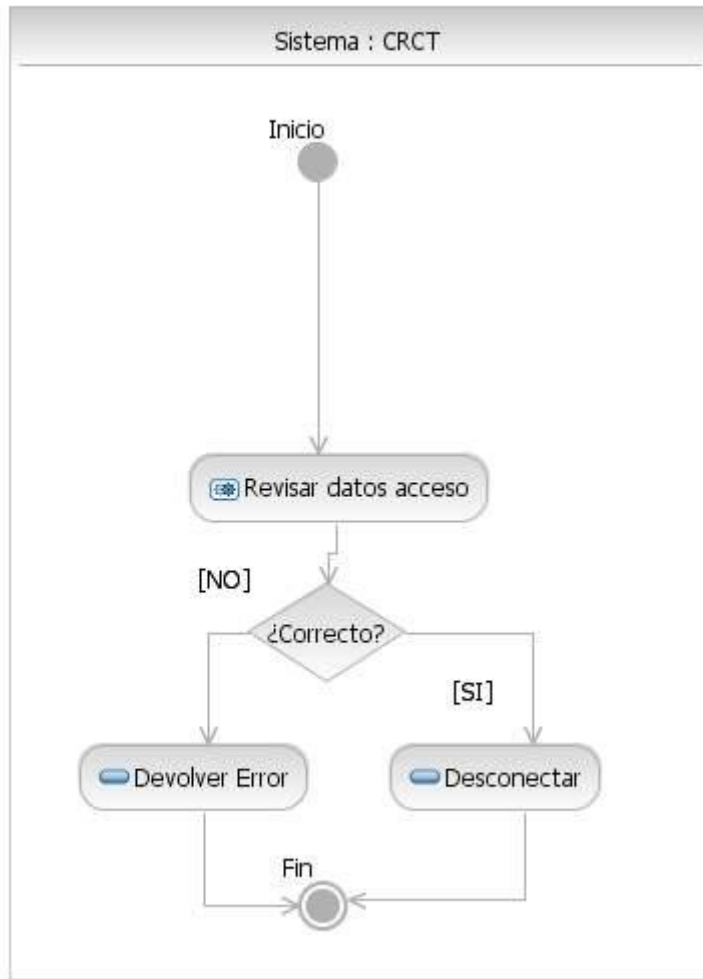 Sistema : CRCT
Inicio
Revisar datos acceso
[NO]
¿Correcto?
[SI]
Devolver Error
Desconectar
Fin